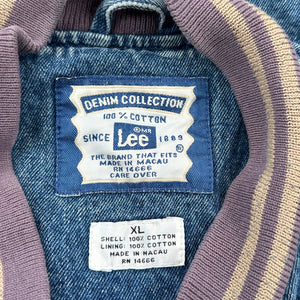 DENIM COLLECTION
100% COTTON
®MR
SINCE Lee 1889
THE BRAND THAT FITS
MADE IN MACAU
RN 14666
CARE OVER
XL
SHELL: 100% COTTON
LINING: 100% COTTON
MADE IN MACAU
RN 14666